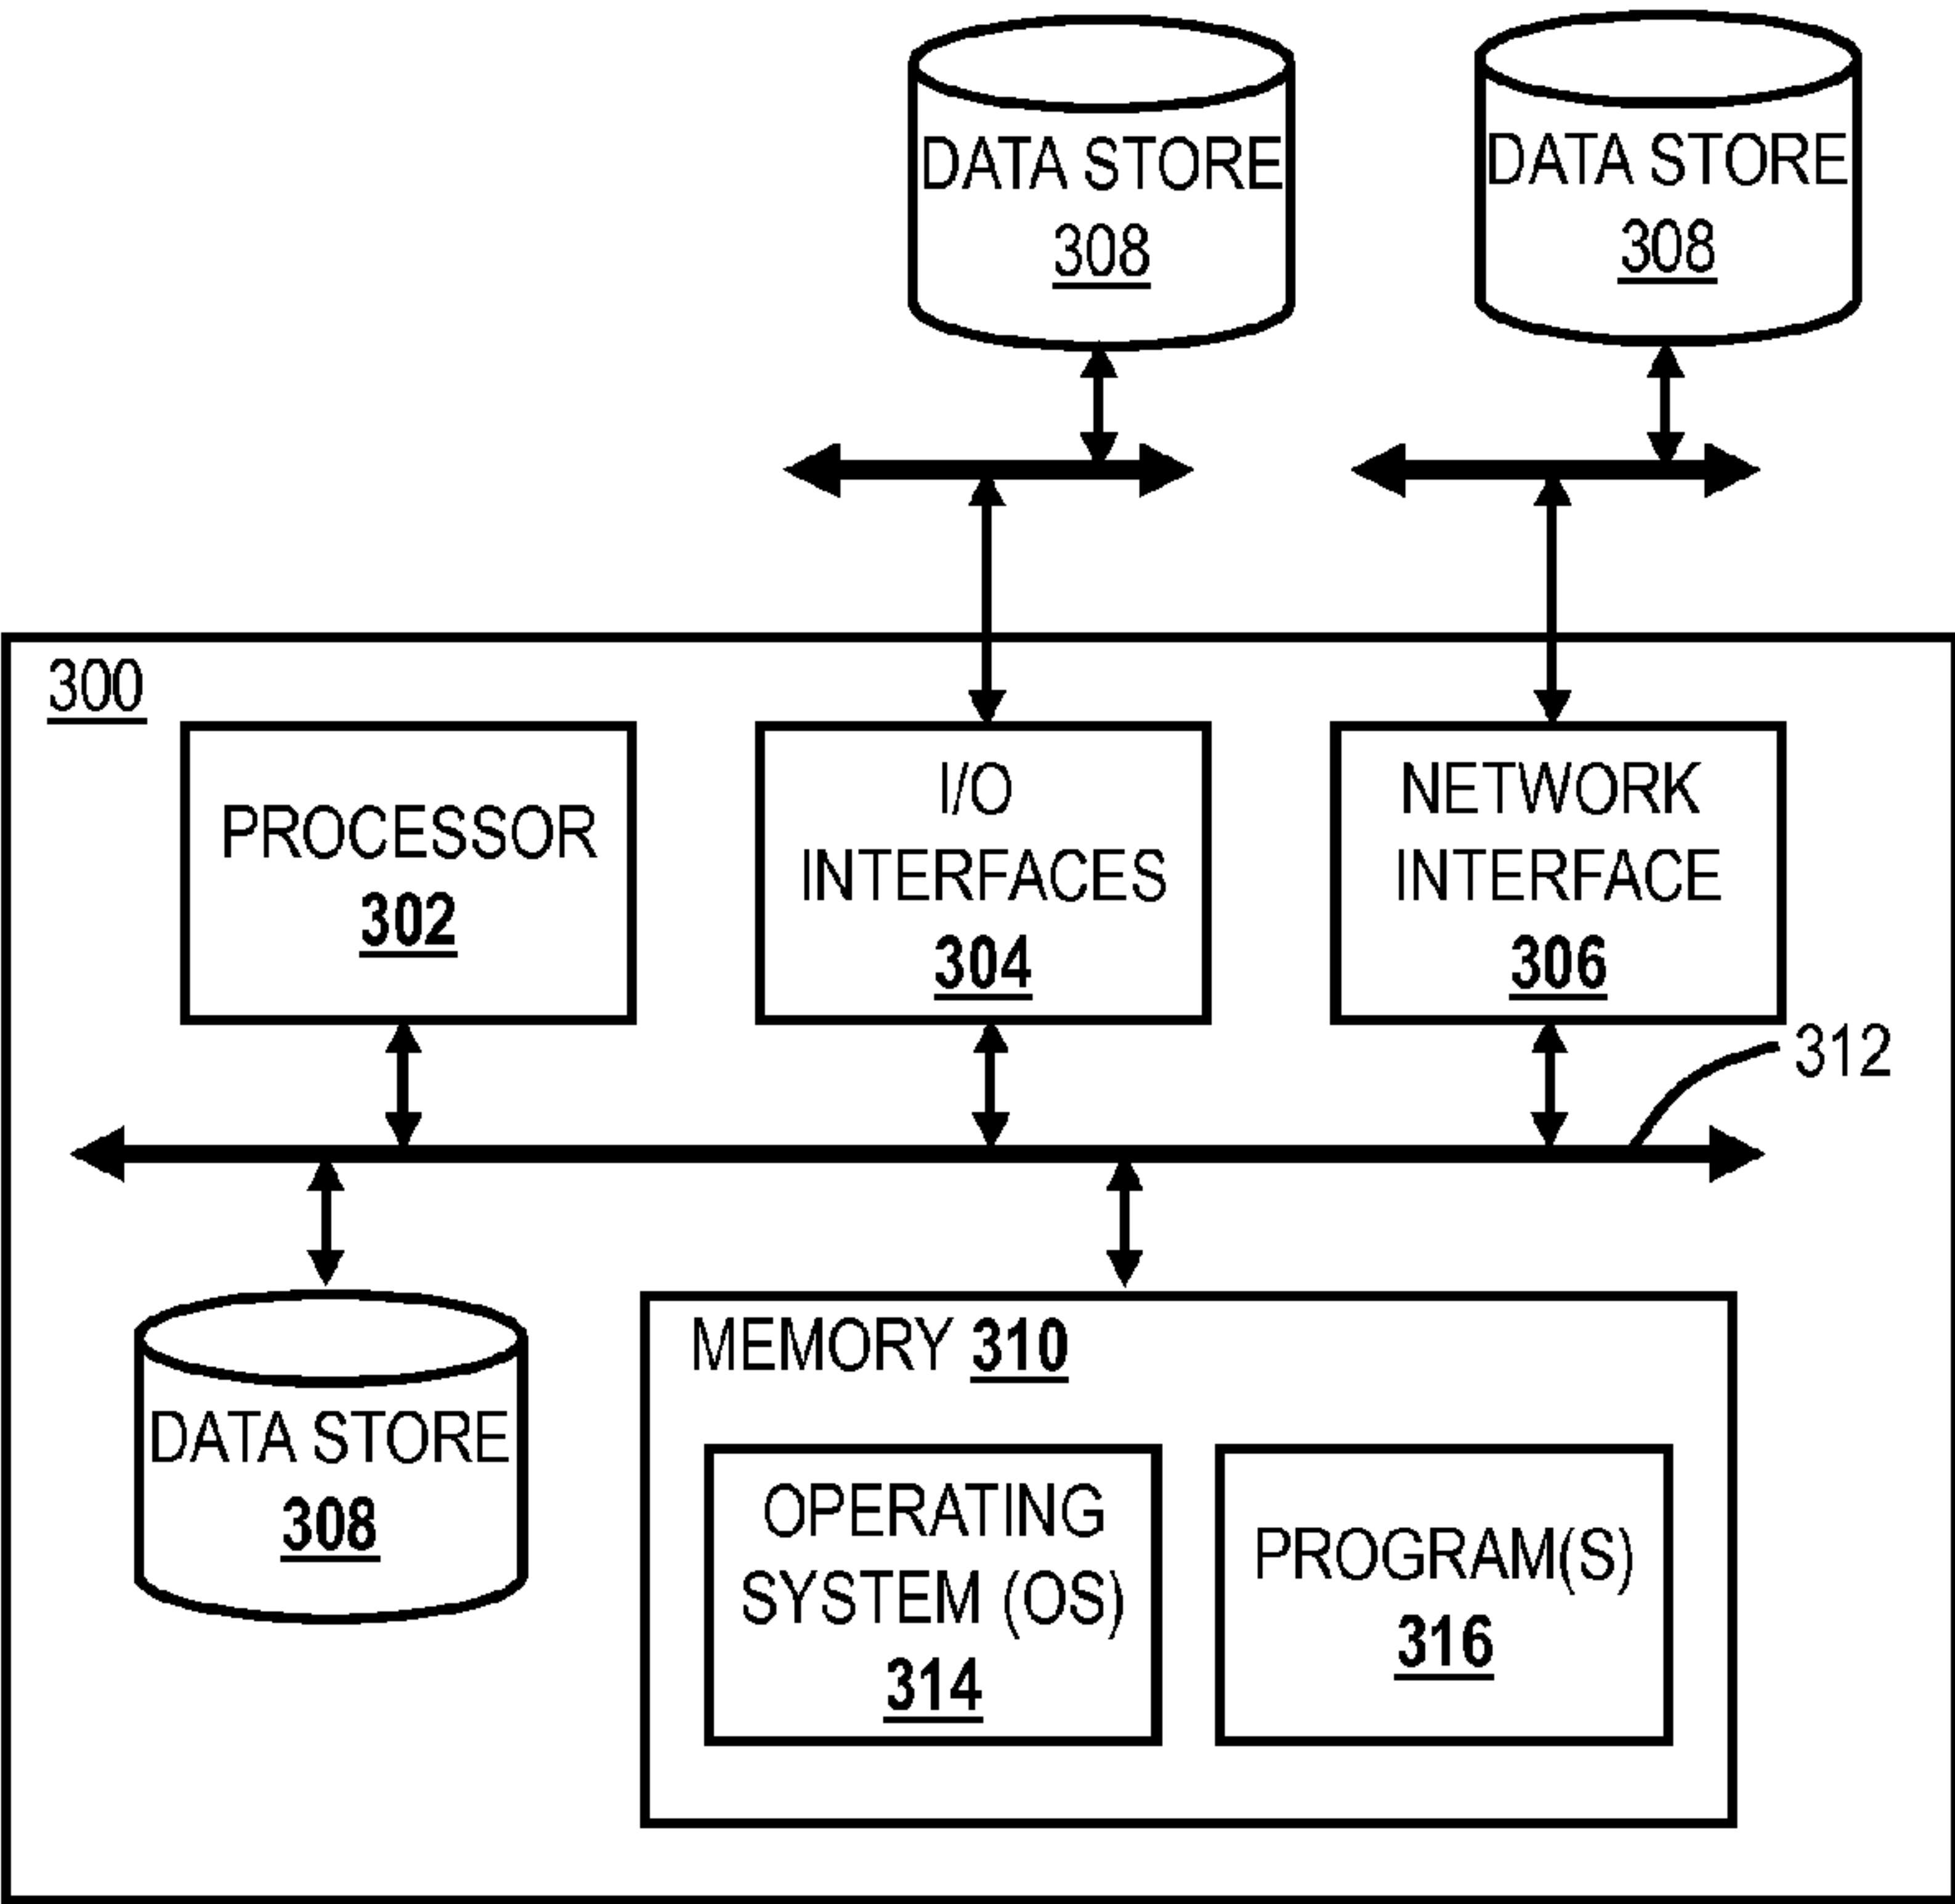 DATA STORE
308
DATA STORE
308
300
PROCESSOR
302
I/O
INTERFACES
304
NETWORK
INTERFACE
306
312
DATA STORE
308
MEMORY 310
OPERATING
SYSTEM (OS)
314
PROGRAM(S)
316